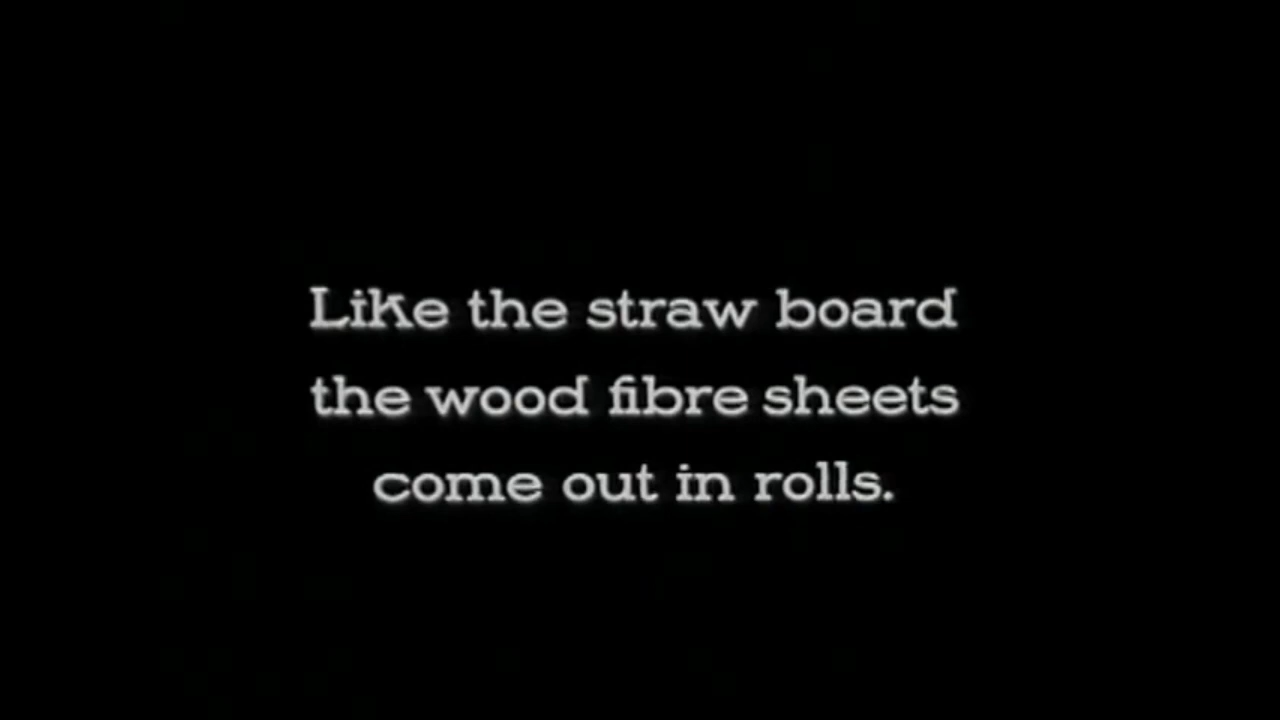 Like the straw board
the wood fibre sheets
come out in rolls.